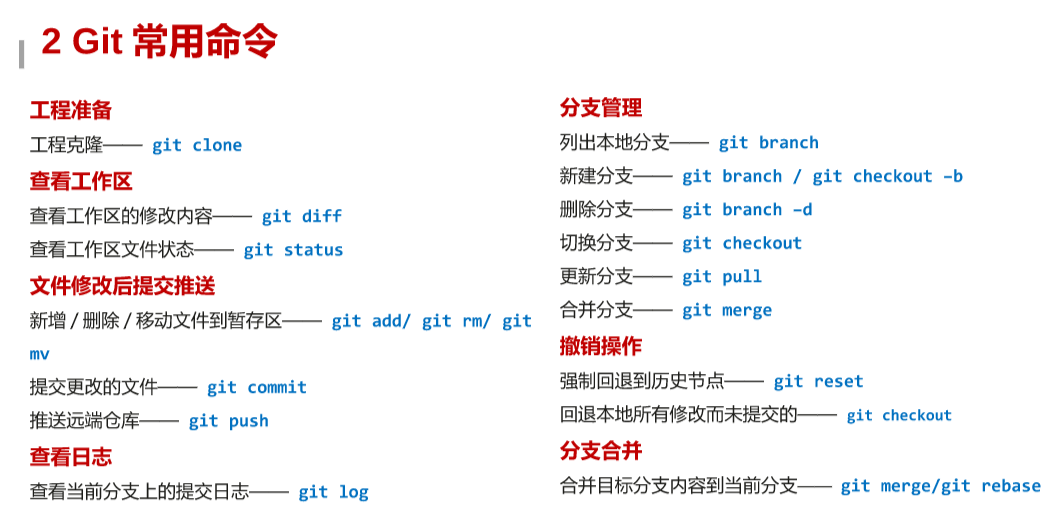 2 Git 常用命令
工程准备
工程克隆—— git clone
查看工作区
查看工作区的修改内容—— git diff
查看工作区文件状态—— git status
文件修改后提交推送
新增 / 删除 / 移动文件到暂存区—— git add/ git rm/ git
mv
提交更改的文件—— git commit
推送远端仓库—— git push
查看日志
查看当前分支上的提交日志—— git log
分支管理
列出本地分支—— git branch
新建分支—— git branch / git checkout –b
删除分支—— git branch –d
切换分支—— git checkout
更新分支—— git pull
合并分支—— git merge
撤销操作
强制回退到历史节点—— git reset
回退本地所有修改而未提交的—— git checkout
分支合并
合并目标分支内容到当前分支—— git merge/git rebase